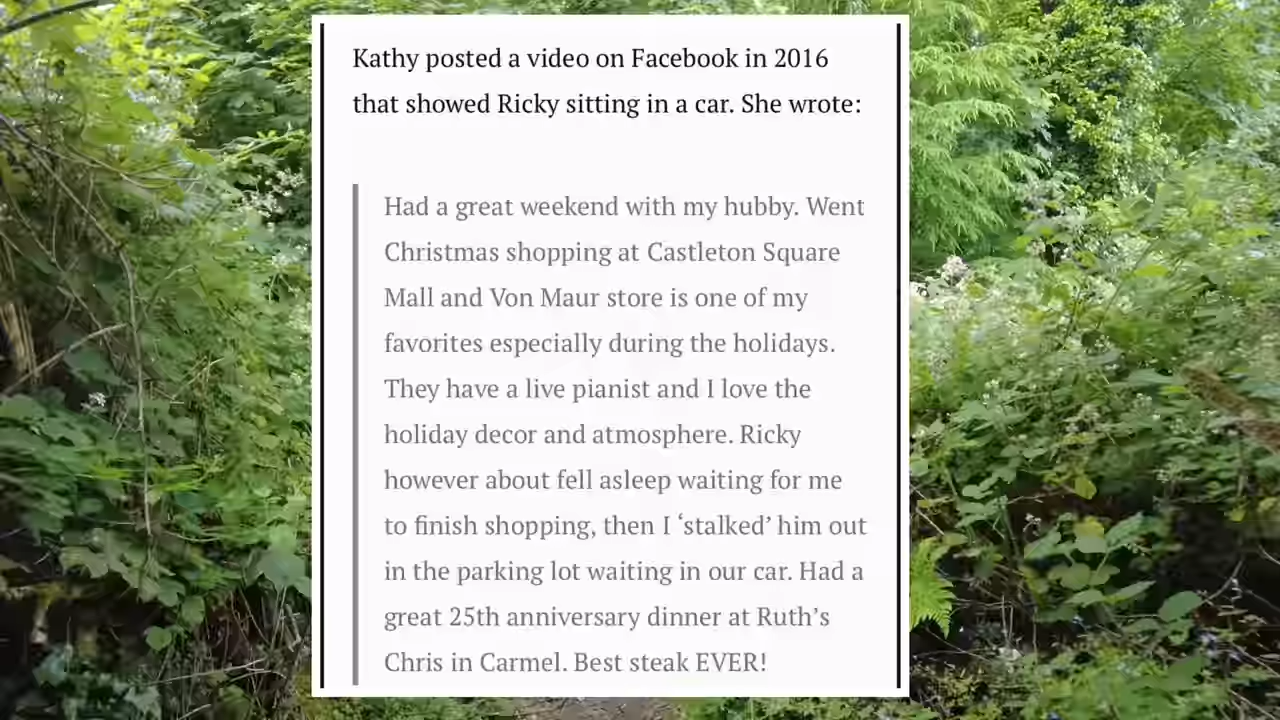 Kathy posted a video on Facebook in 2016
that showed Ricky sitting in a car. She wrote:
Had a great weekend with my hubby. Went
Christmas shopping at Castleton Square
Mall and Von Maur store is one of my
favorites especially during the holidays.
They have a live pianist and I love the
holiday decor and atmosphere. Ricky
however about fell asleep waiting for me
to finish shopping, then I ‘stalked’ him out
in the parking lot waiting in our car. Had a
great 25th anniversary dinner at Ruth’s
Chris in Carmel. Best steak EVER!